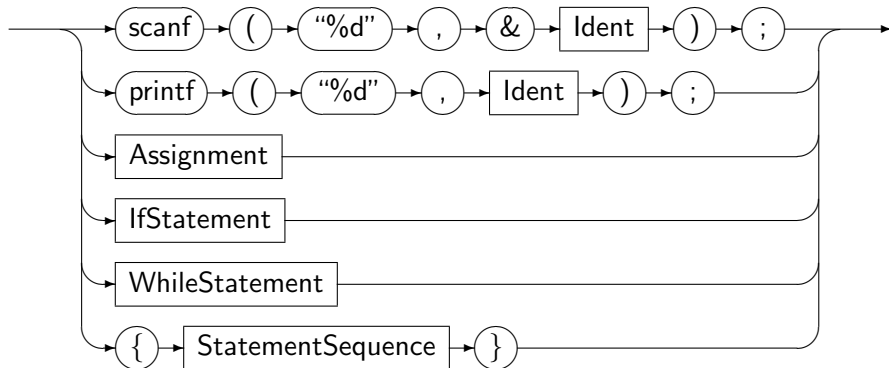 scanf ( “%d” , & Ident ) ;
printf ( “%d” , Ident ) ;
Assignment
IfStatement
WhileStatement
{ StatementSequence }